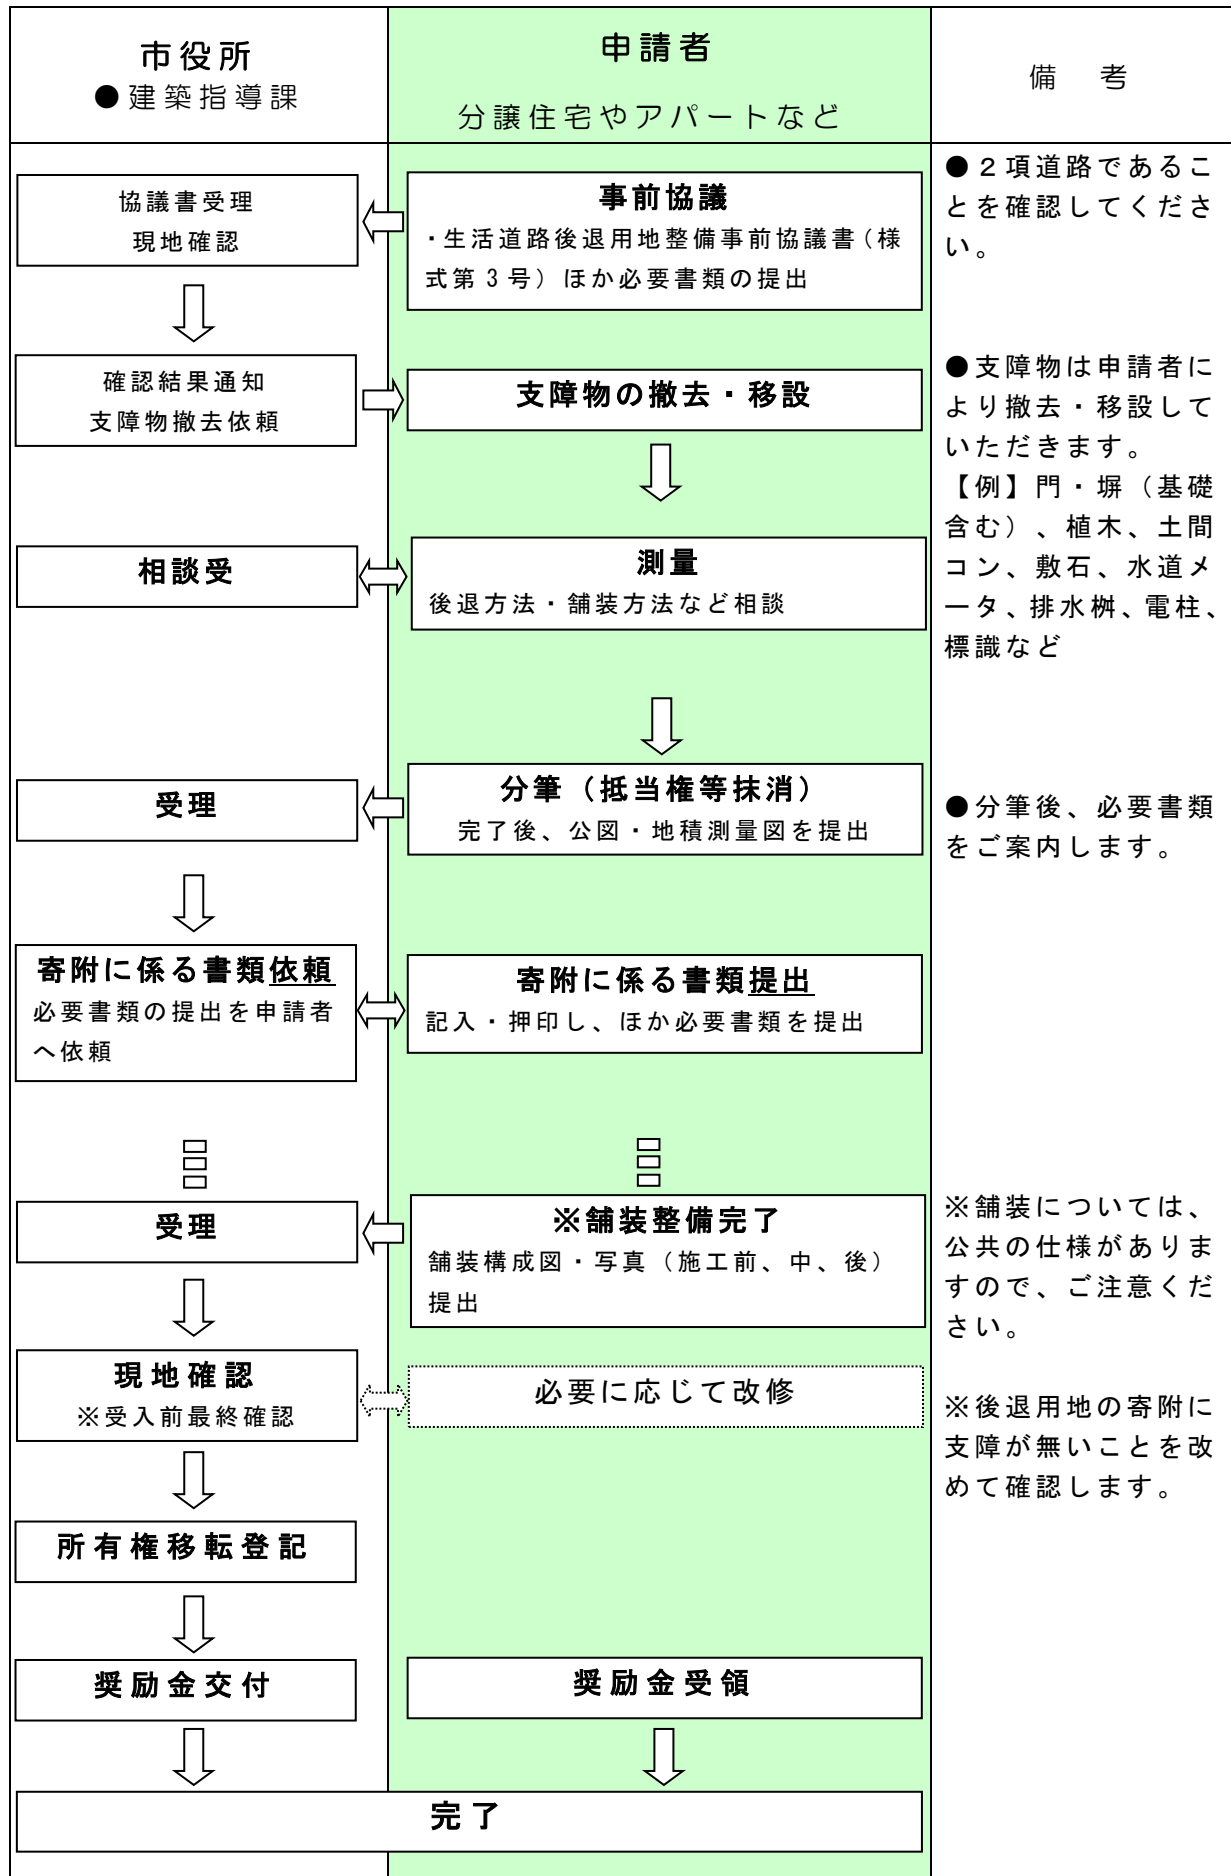 市役所
●建築指導課
申請者
分譲住宅やアパートなど
備　考
協議書受理
現地確認
事前協議
・生活道路後退用地整備事前協議書（様
式第３号）ほか必要書類の提出
●２項道路であるこ
とを確認してくださ
い。
確認結果通知
支障物撤去依頼
支障物の撤去・移設
●支障物は申請者に
より撤去・移設して
いただきます。
【例】門・塀（基礎
含む）、植木、土間
コン、敷石、水道メ
ータ、排水桝、電柱、
標識など
相談受
測量
後退方法・舗装方法など相談
受理
分筆（抵当権等抹消）
完了後、公図・地積測量図を提出
●分筆後、必要書類
をご案内します。
寄附に係る書類依頼
必要書類の提出を申請者
へ依頼
寄附に係る書類提出
記入・押印し、ほか必要書類を提出
受理
※舗装整備完了
舗装構成図・写真（施工前、中、後）
提出
※舗装については、
公共の仕様がありま
すので、ご注意くだ
さい。
現地確認
※受入前最終確認
必要に応じて改修
※後退用地の寄附に
支障が無いことを改
めて確認します。
所有権移転登記
奨励金交付
奨励金受領
完了